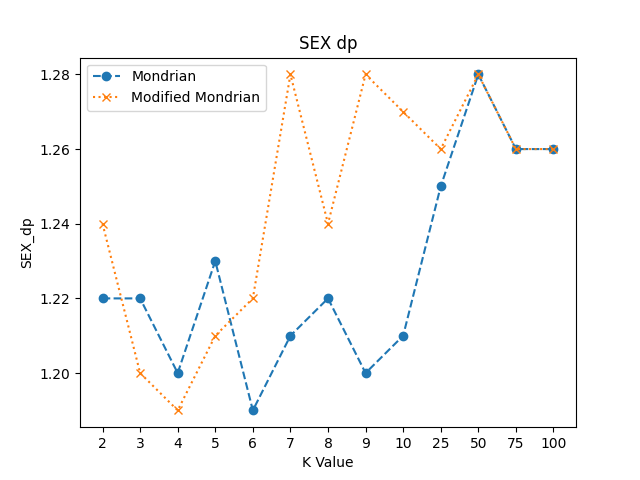 SEX dp
Mondrian
Modified Mondrian
1.28
1.26
1.24
1.22
1.20
SEX_dp
2 3 4 5 6 7 8 9 10 25 50 75 100
K Value